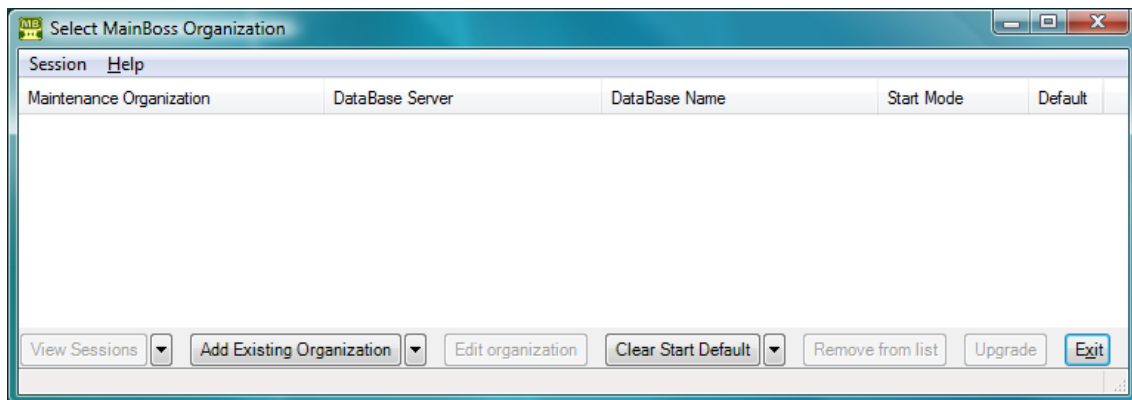 MB Select MainBoss Organization
Session Help
Maintenance Organization DataBase Server DataBase Name Start Mode Default
View Sessions Add Existing Organization Edit organization Clear Start Default Remove from list Upgrade Exit